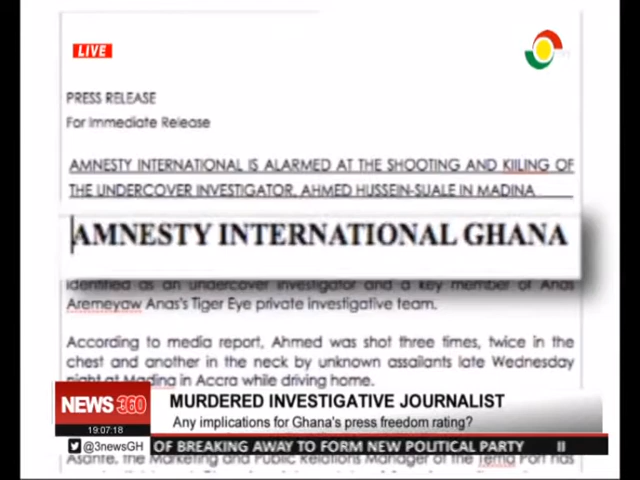 LIVE
PRESS RELEASE
For Immediate Release
AMNESTY INTERNATIONAL IS ALARMED AT THE SHOOTING AND KIILING OF
THE UNDERCOVER INVESTIGATOR, AHMED HUSSEIN-SUALE IN MADINA
AMNESTY INTERNATIONAL GHANA
identified as an undercover investigator and a key member of Anas
Aremeyaw Anas's Tiger Eye private investigative team.
According to media report, Ahmed was shot three times, twice in the
chest and another in the neck by unknown assailants late Wednesday
night at Madina in Accra while driving home.
NEWS 360
MURDERED INVESTIGATIVE JOURNALIST
Any implications for Ghana's press freedom rating?
19:07:18
@3newsGH
OF BREAKING AWAY TO FORM NEW POLITICAL PARTY
Asante, the Marketing and Public Relations Manager of the Tema Port has